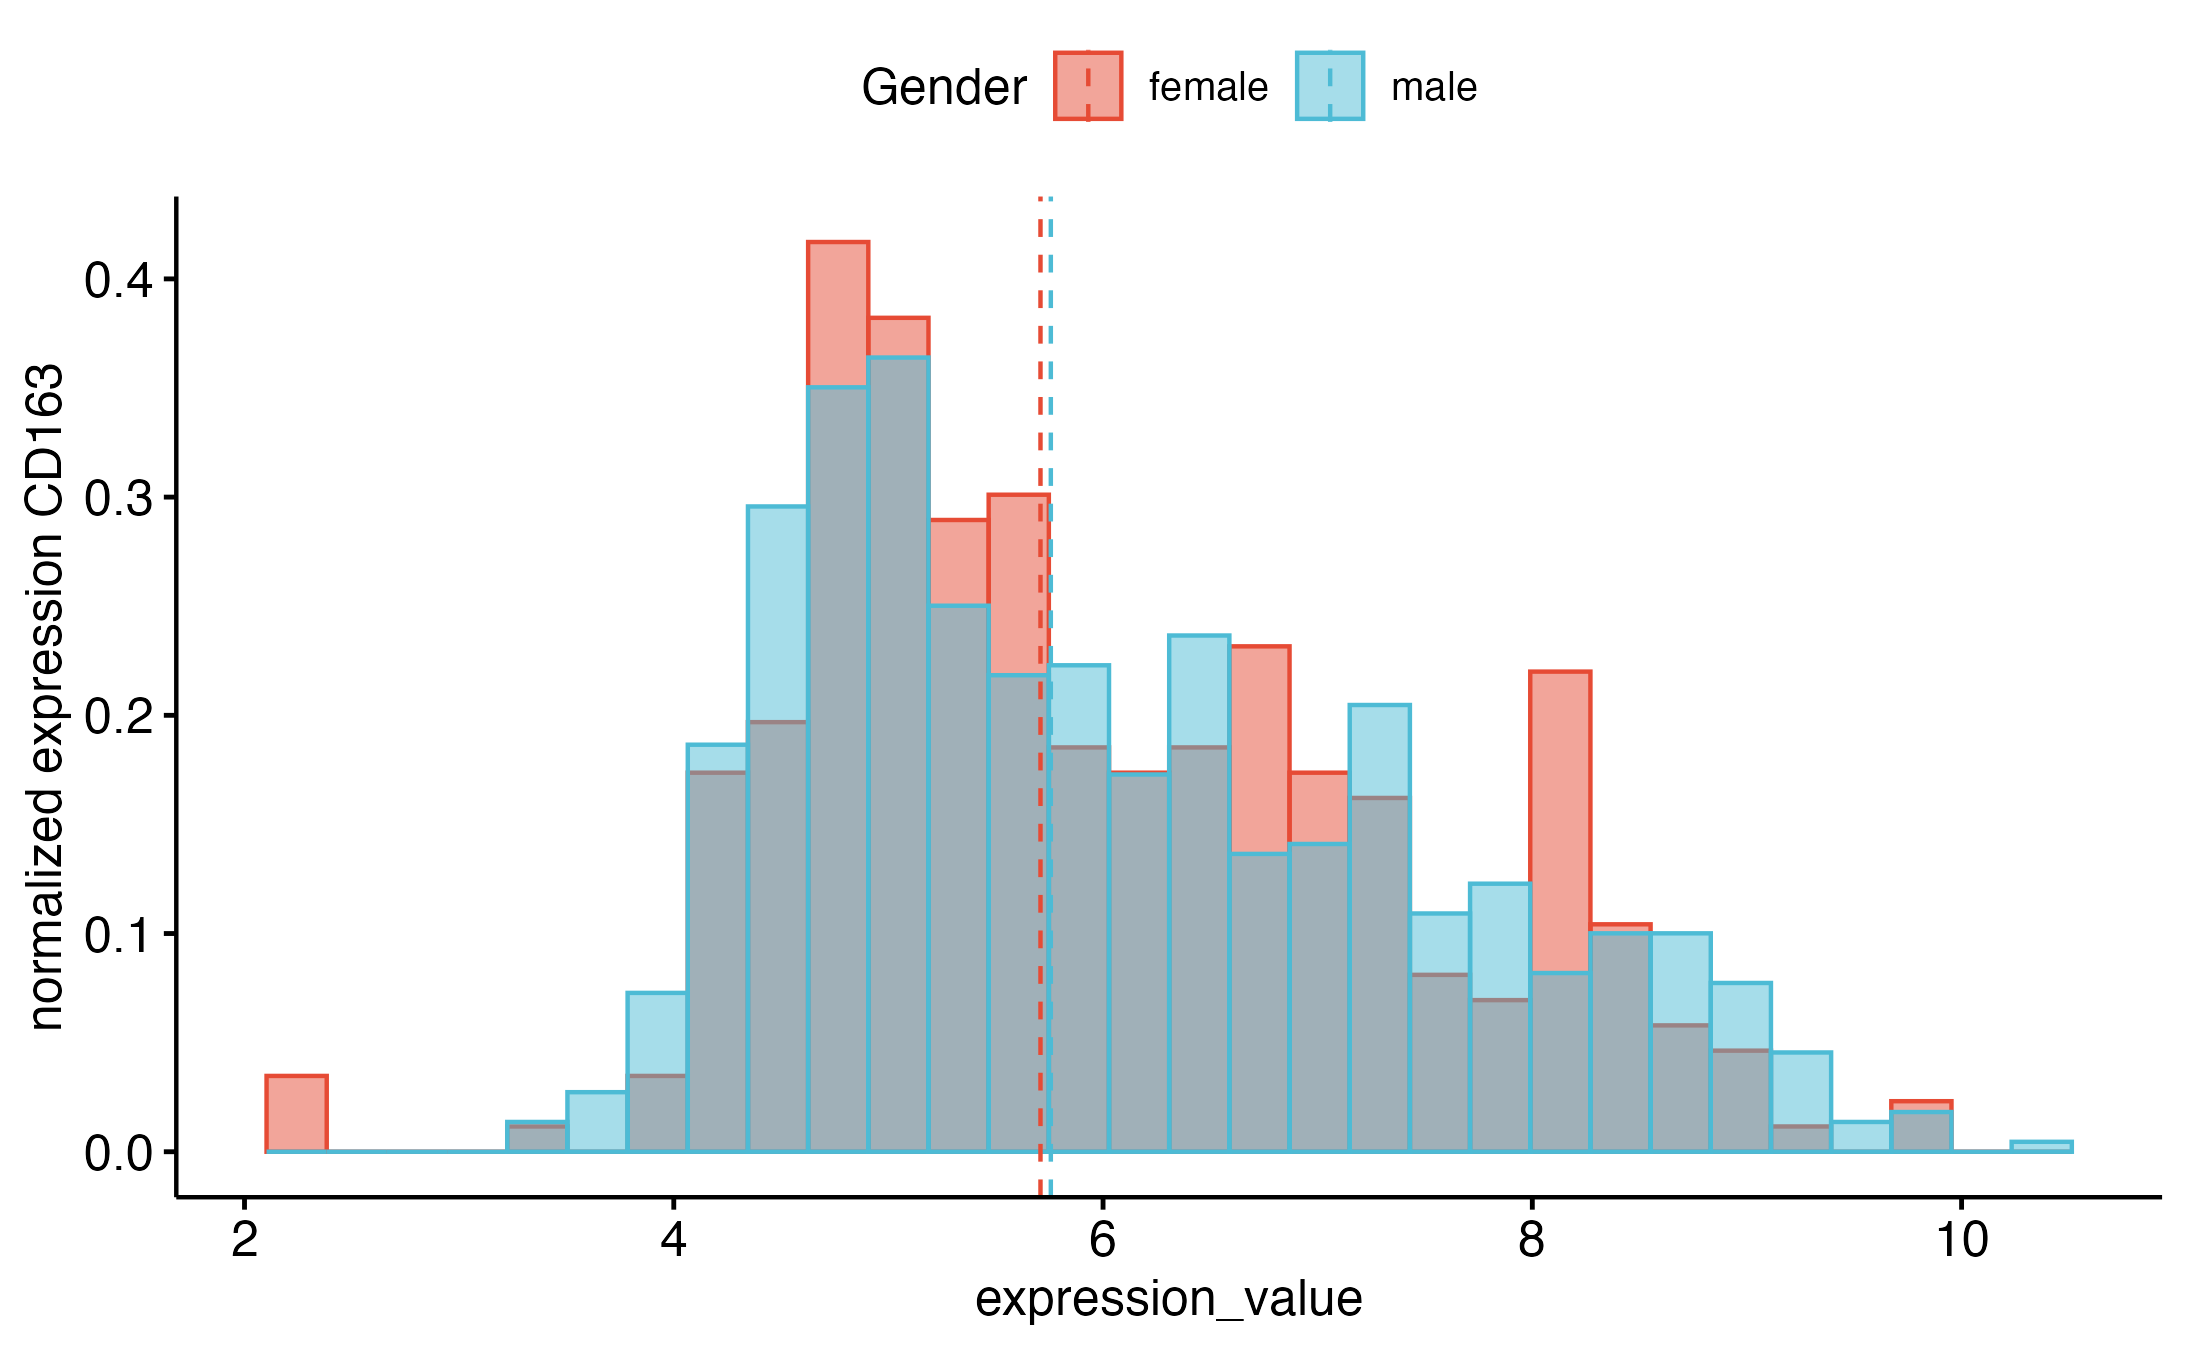 Gender female male
normalized expression CD163
0.4
0.3
0.2
0.1
0.0
2 4 6 8 10
expression_value